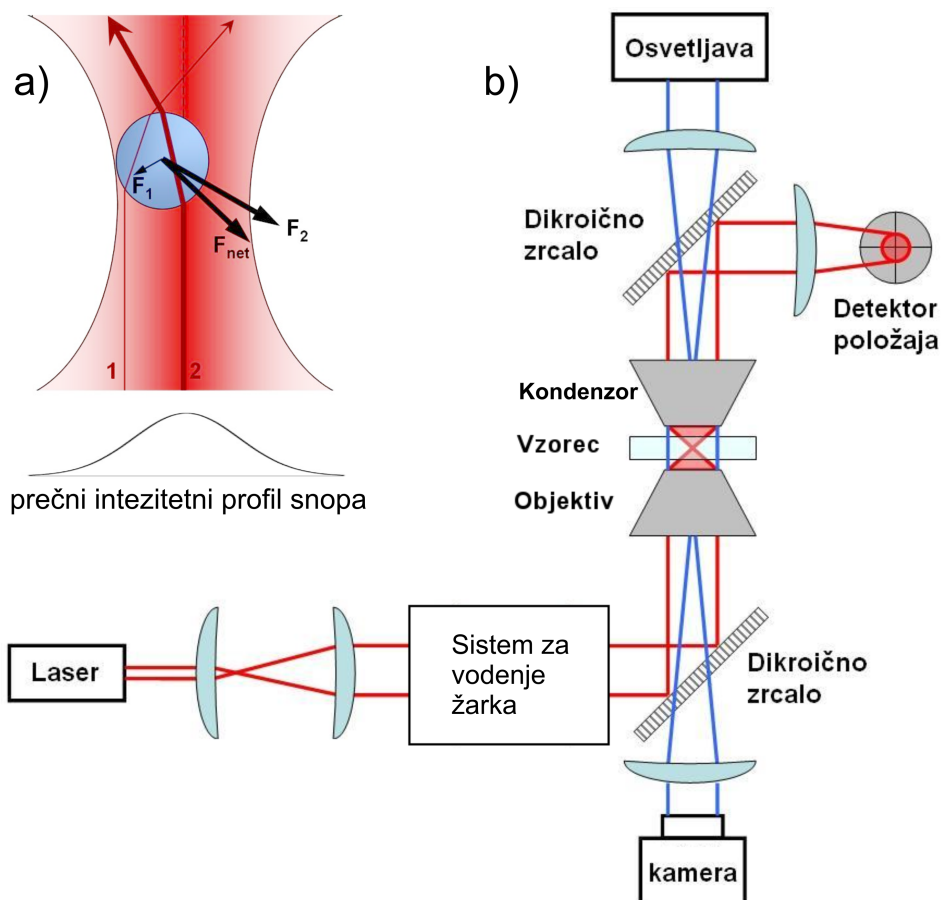 a)
F1
F2
Fnet
1
2
prečni intezitetni profil snopa
b)
Osvetljava
Dikroično
zrcalo
Detektor
položaja
Kondenzor
Vzorec
Objektiv
Laser
Sistem za
vodenje
žarka
Dikroično
zrcalo
kamera